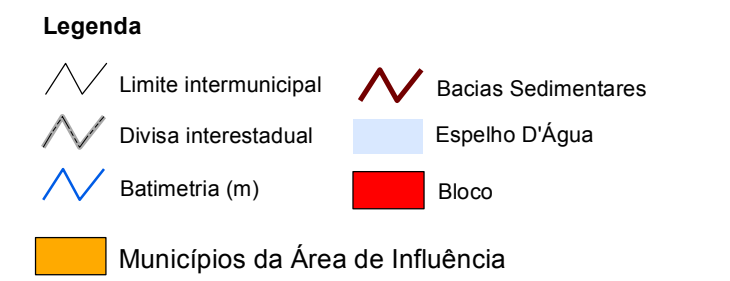 Legenda
Limite intermunicipal
Bacias Sedimentares
Divisa interestadual
Espelho D'Água
Batimetria (m)
Bloco
Municípios da Área de Influência